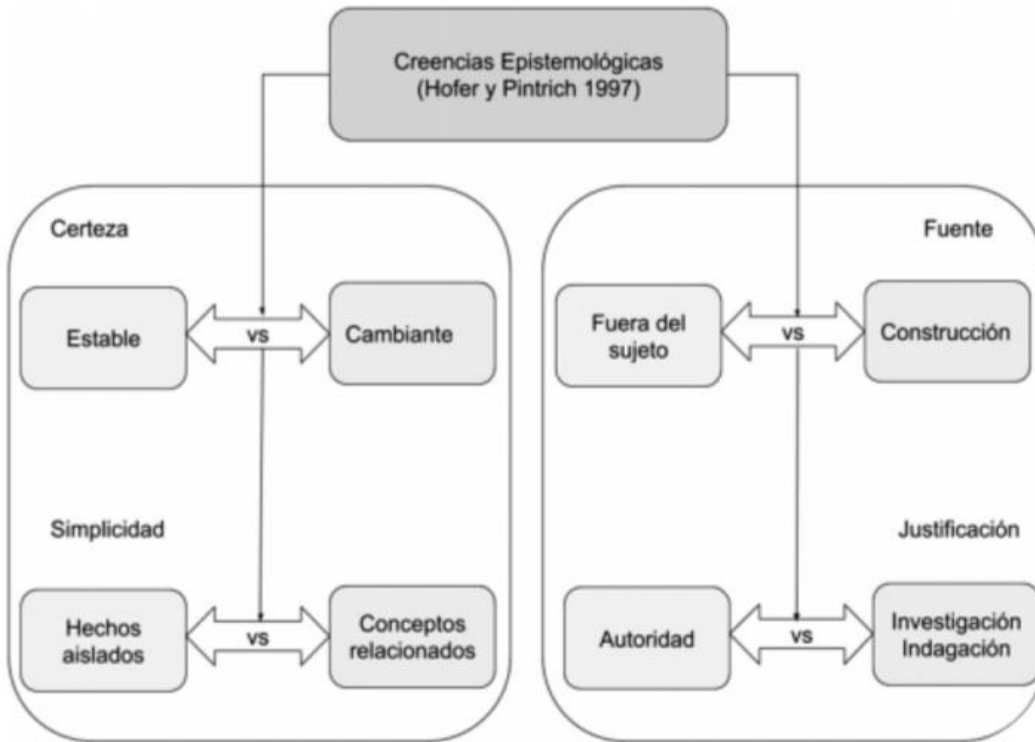 Creencias Epistemológicas
(Hofer y Pintrich 1997)
Certeza
Estable
vs
Cambiante
Simplicidad
Hechos
aislados
vs
Conceptos
relacionados
Fuente
Fuera del
sujeto
vs
Construcción
Justificación
Autoridad
vs
Investigación
Indagación